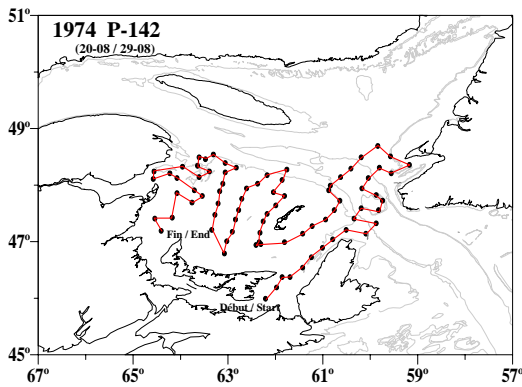 51º
1974 P-142
(20-08 / 29-08)
49º
Fin / End
47º
Début / Start
45º
67º 65º 63º 61º 59º 57º